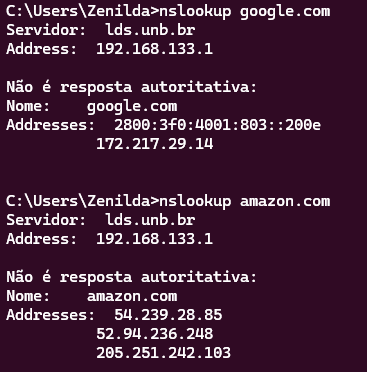 C:\Users\Zenilda>nslookup google.com
Servidor:  lds.unb.br
Address:  192.168.133.1

Não é resposta autoritativa:
Nome:    google.com
Addresses:  2800:3f0:4001:803::200e
          172.217.29.14


C:\Users\Zenilda>nslookup amazon.com
Servidor:  lds.unb.br
Address:  192.168.133.1

Não é resposta autoritativa:
Nome:    amazon.com
Addresses:  54.239.28.85
          52.94.236.248
          205.251.242.103